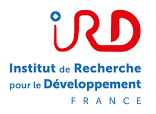 IRD
Institut de Recherche
pour le Développement
FRANCE